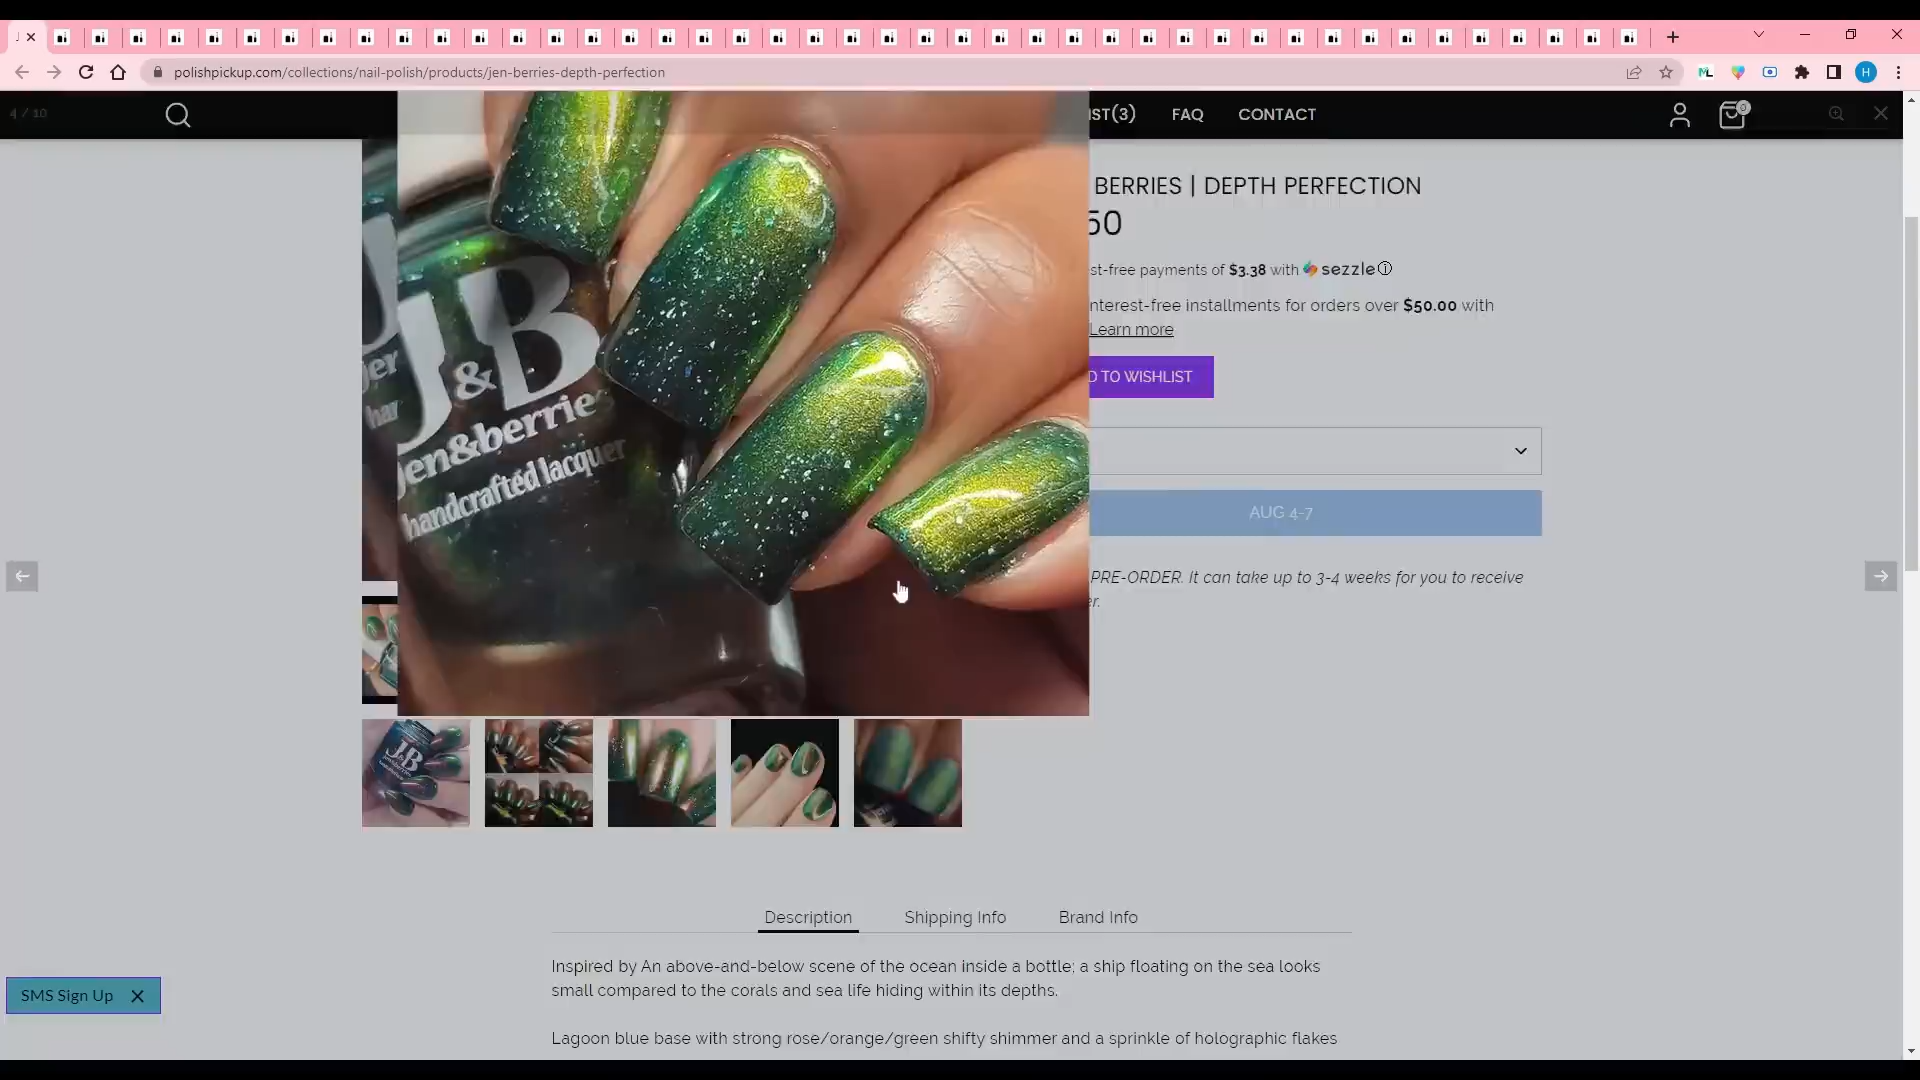 polishpickup.com/collections/nail-polish/products/jen-berries-depth-perfection
4 / 10
IST(3) FAQ CONTACT
0
BERRIES | DEPTH PERFECTION
50
st-free payments of $3.38 with sezzle
nterest-free installments for orders over $50.00 with
Learn more
D TO WISHLIST
AUG 4-7
PRE-ORDER. It can take up to 3-4 weeks for you to receive
r.
J&B
jen&berries
handcrafted lacquer
Description Shipping Info Brand Info
Inspired by An above-and-below scene of the ocean inside a bottle; a ship floating on the sea looks
small compared to the corals and sea life hiding within its depths.
Lagoon blue base with strong rose/orange/green shifty shimmer and a sprinkle of holographic flakes
SMS Sign Up